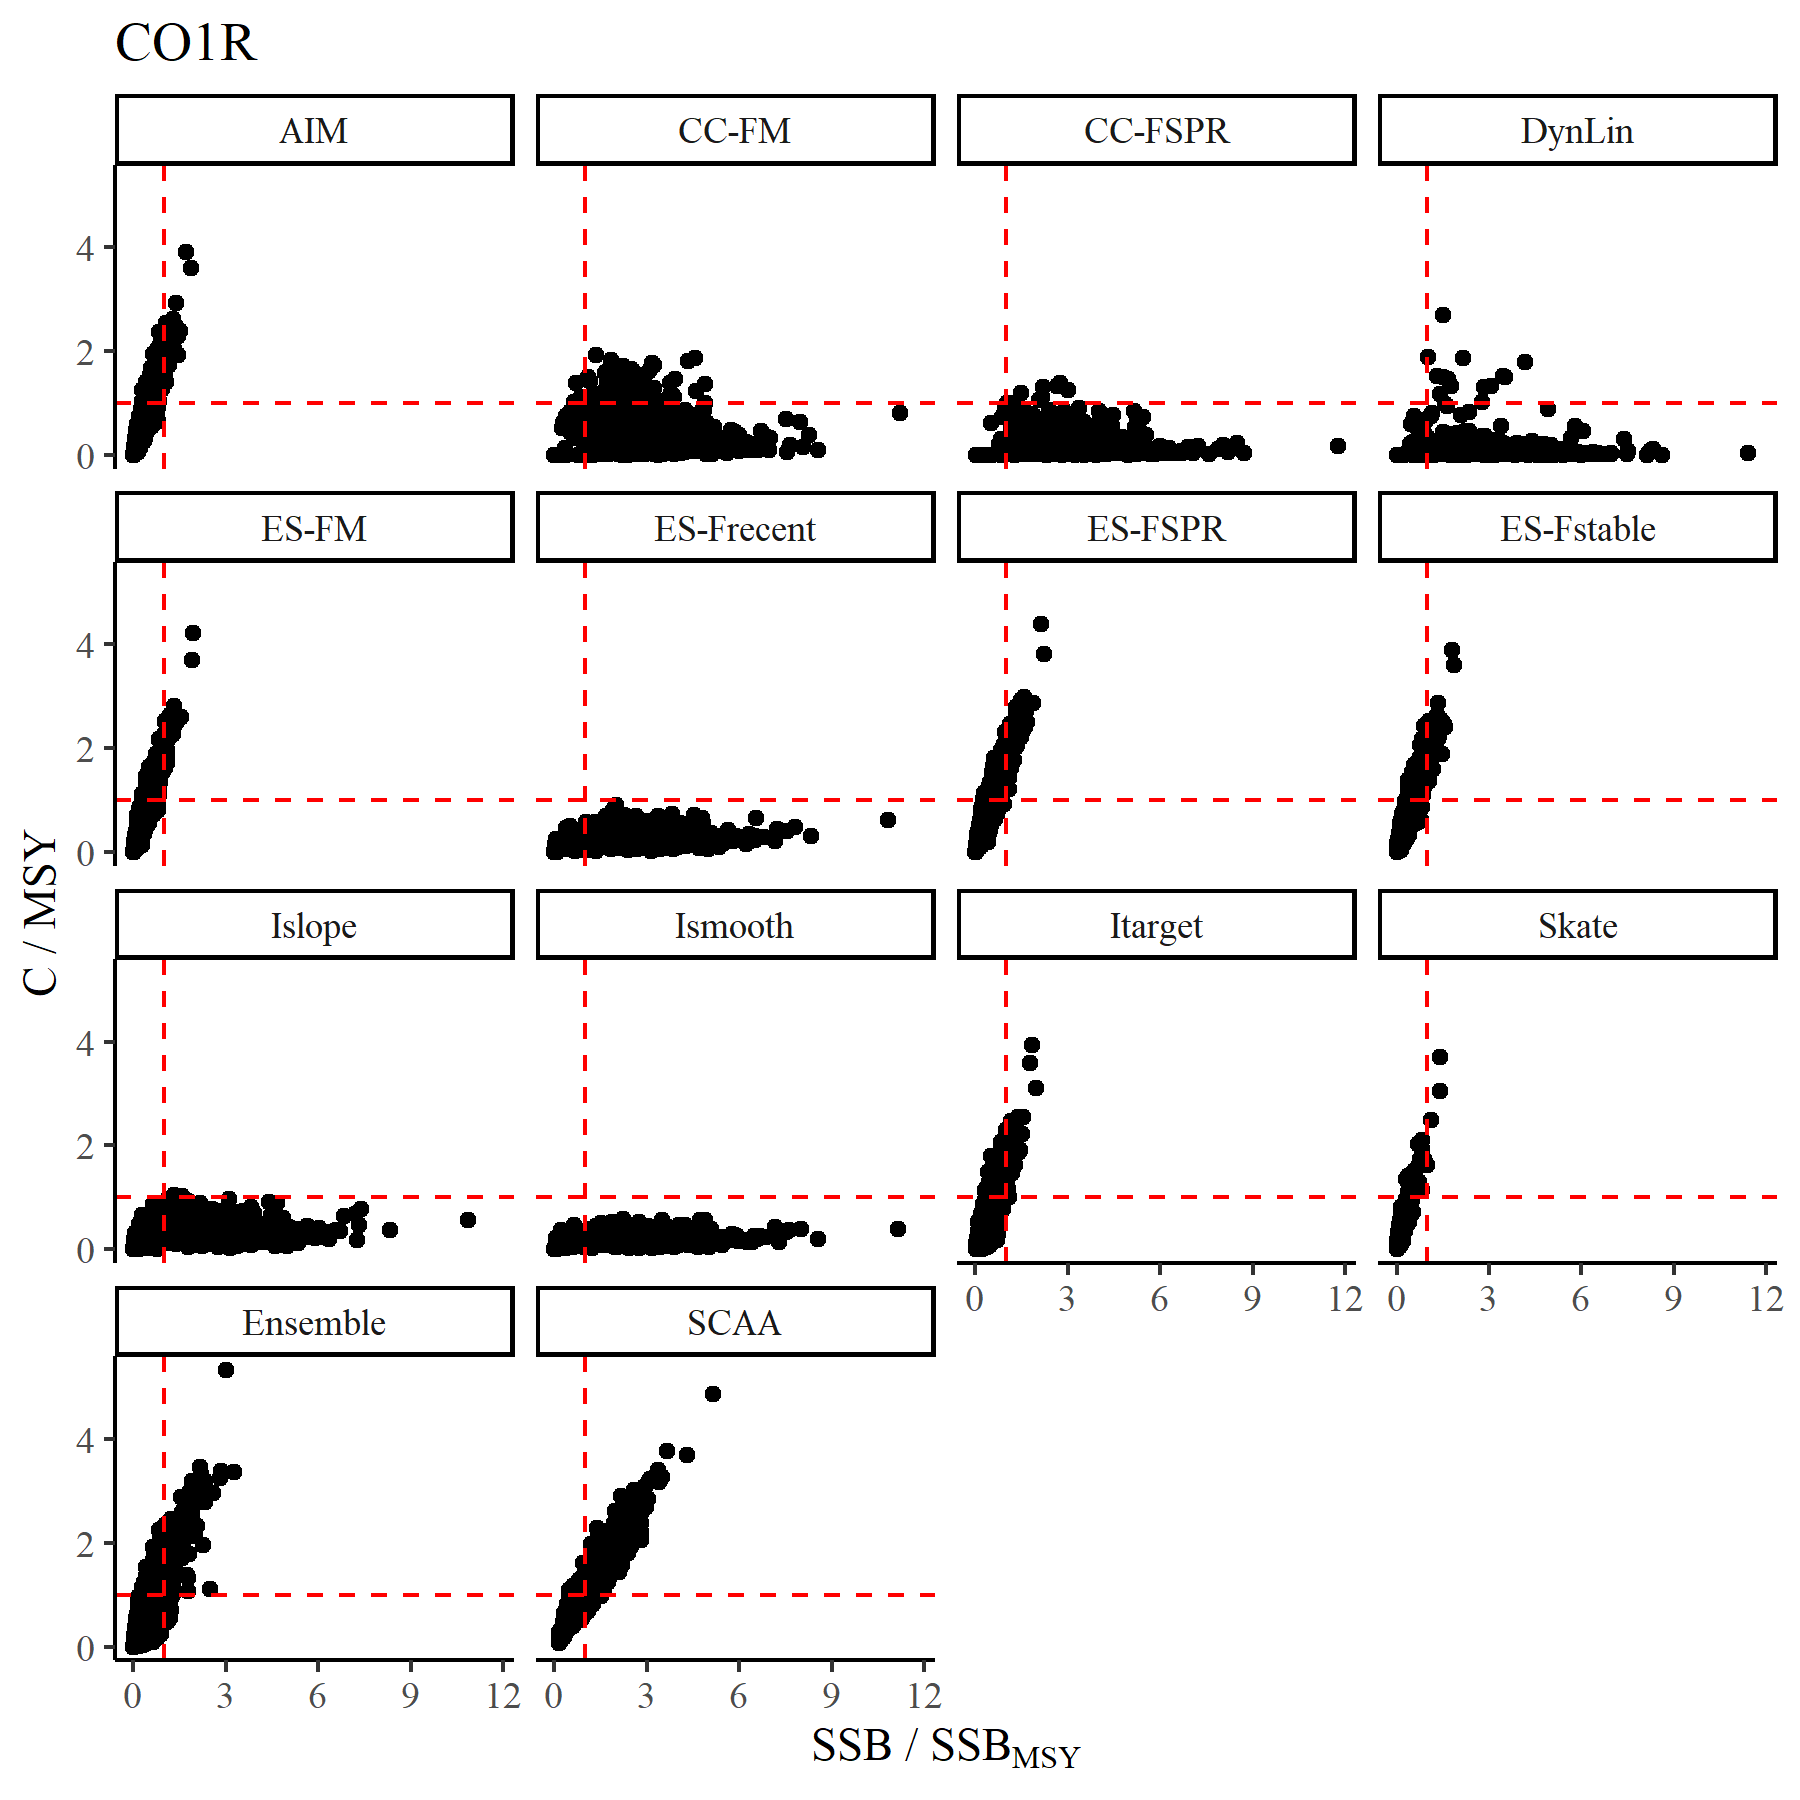 CO1R
AIM CC-FM CC-FSPR DynLin
4
2
0
ES-FM ES-Frecent ES-FSPR ES-Fstable
4
2
0
Islope Ismooth Itarget Skate
4
2
0
0 3 6 9 12 0 3 6 9 12
Ensemble SCAA
4
2
0
0 3 6 9 12 0 3 6 9 12
C / MSY
SSB / SSBMSY